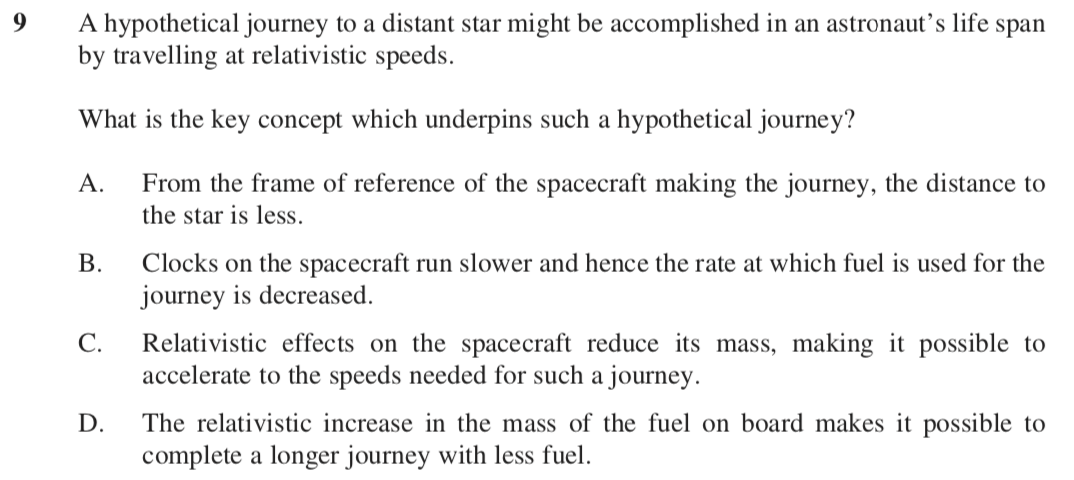 9 A hypothetical journey to a distant star might be accomplished in an astronaut's life span
by travelling at relativistic speeds.
What is the key concept which underpins such a hypothetical journey?
A. From the frame of reference of the spacecraft making the journey, the distance to
the star is less.
B. Clocks on the spacecraft run slower and hence the rate at which fuel is used for the
journey is decreased.
C. Relativistic effects on the spacecraft reduce its mass, making it possible to
accelerate to the speeds needed for such a journey.
D. The relativistic increase in the mass of the fuel on board makes it possible to
complete a longer journey with less fuel.